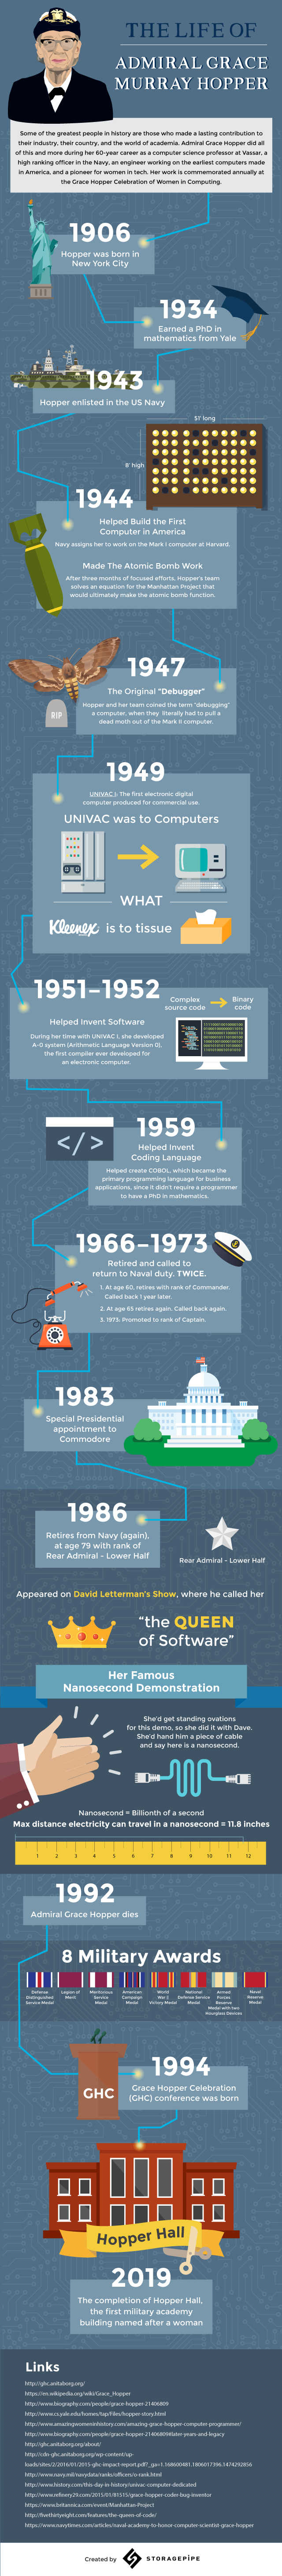 THE LIFE OF
ADMIRAL GRACE
MURRAY HOPPER
Some of the greatest people in history are those who made a lasting contribution to
their industry, their country, and the world of academia. Admiral Grace Hopper did all
of this and more during her 60-year career as a computer science professor at Vassar, a
high ranking officer in the Navy, an engineer working on the earliest computers made
in America, and a pioneer for women in tech. Her work is commemorated annually at
the Grace Hopper Celebration of Women in Computing.
1906
Hopper was born in
New York City
1934
Earned a PhD in
mathematics from Yale
1943
Hopper enlisted in the US Navy
51' long
8' high
1944
Helped Build the First
Computer in America
Navy assigns her to work on the Mark I computer at Harvard.
Made The Atomic Bomb Work
After three months of focused efforts, Hopper's team
solves an equation for the Manhattan Project that
would ultimately make the atomic bomb function.
1947
The Original "Debugger"
Hopper and her team coined the term "debugging"
a computer, when they literally had to pull a
dead moth out of the Mark II computer.
RIP
1949
UNIVAC I: The first electronic digital
computer produced for commercial use.
UNIVAC was to Computers
WHAT
Kleenex is to tissue
1951-1952
Complex
source code
Binary
code
Helped Invent Software
During her time with UNIVAC I, she developed
A-0 system (Arithmetic Language Version 0),
the first compiler ever developed for
an electronic computer.
1959
</>
Helped Invent
Coding Language
Helped create COBOL, which became the
primary programming language for business
applications, since it didn't require a programmer
to have a PhD in mathematics.
1966-1973
Retired and called to
return to Naval duty. TWICE.
1. At age 60, retires with rank of Commander.
Called back 1 year later.
2. At age 65 retires again. Called back again.
3. 1973: Promoted to rank of Captain.
1983
Special Presidential
appointment to
Commodore
1986
Retires from Navy (again),
at age 79 with rank of
Rear Admiral - Lower Half
Rear Admiral - Lower Half
Appeared on David Letterman's Show, where he called her
"the QUEEN
of Software"
Her Famous
Nanosecond Demonstration
She'd get standing ovations
for this demo, so she did it with Dave.
She'd hand him a piece of cable
and say here is a nanosecond.
Nanosecond = Billionth of a second
Max distance electricity can travel in a nanosecond = 11.8 inches
1 2 3 4 5 6 7 8 9 10 11 12
1992
Admiral Grace Hopper dies
8 Military Awards
Defense Distinguished Service Medal
Legion of Merit
Meritorious Service Medal
American Campaign Medal
World War II Victory Medal
National Defense Service Medal
Armed Forces Reserve Medal with two Hourglass Devices
Naval Reserve Medal
1994
GHC
Grace Hopper Celebration
(GHC) conference was born
Hopper Hall
2019
The completion of Hopper Hall,
the first military academy
building named after a woman
Links
http://ghc.anitaborg.org/
https://en.wikipedia.org/wiki/Grace_Hopper
http://www.biography.com/people/grace-hopper-21406809
http://www.cs.yale.edu/homes/tap/Files/hopper-story.html
http://www.amazingwomeninhistory.com/amazing-grace-hopper-computer-programmer/
http://www.biography.com/people/grace-hopper-21406809#later-years-and-legacy
http://ghc.anitaborg.org/about/
http://cdn-ghc.anitaborg.org/wp-content/up-
loads/sites/2/2016/01/2015-ghc-impact-report.pdf?_ga=1.168600481.1806017396.1474292856
http://www.navy.mil/navydata/ranks/officers/o-rank.html
http://www.history.com/this-day-in-history/univac-computer-dedicated
http://www.refinery29.com/2015/01/81515/grace-hopper-coder-bug-inventor
https://www.britannica.com/event/Manhattan-Project
http://fivethirtyeight.com/features/the-queen-of-code/
https://www.navytimes.com/articles/naval-academy-to-honor-computer-scientist-grace-hopper
Created by STORAGEPIPE